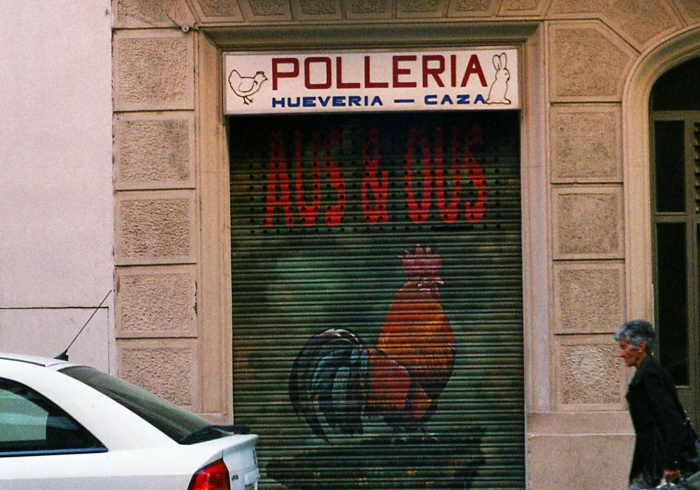 POLLERIA
HUEVERIA — CAZA
AUS & OUS